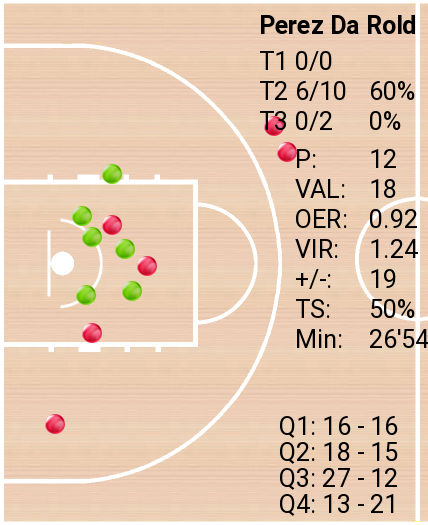 Perez Da Rold
T1 0/0
T2 6/10 60%
T3 0/2 0%
P: 12
VAL: 18
OER: 0.92
VIR: 1.24
+/-: 19
TS: 50%
Min: 26'54
Q1: 16 - 16
Q2: 18 - 15
Q3: 27 - 12
Q4: 13 - 21